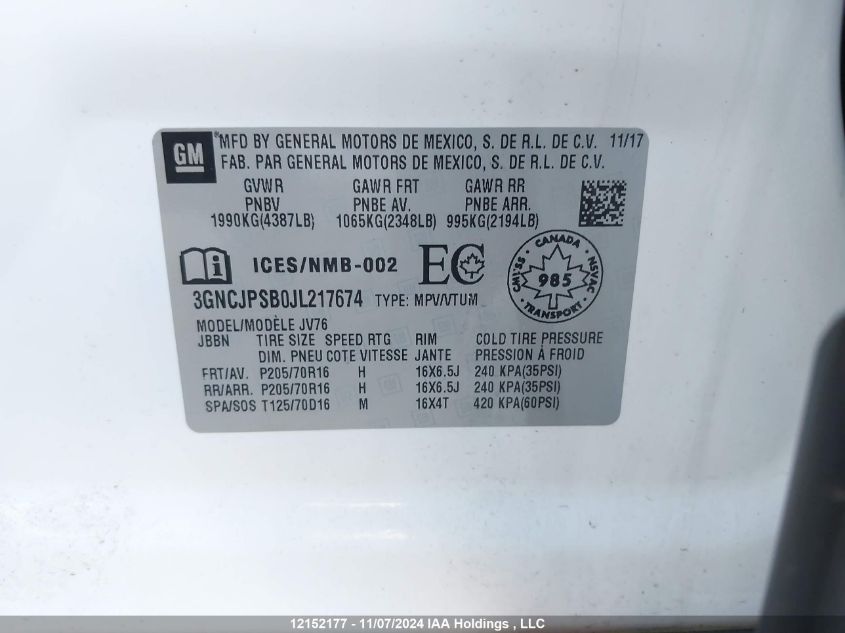 GM
MFD BY GENERAL MOTORS DE MEXICO, S. DE R.L. DE C.V. 11/17
FAB. PAR GENERAL MOTORS DE MEXICO, S. DE R.L. DE C.V.
GVWR GAWR FRT GAWR RR
PNBV PNBE AV. PNBE ARR.
1990KG(4387LB) 1065KG(2348LB) 995KG(2194LB)
i ICES/NMB-002 EC
CANADA
CMVSS NSVAC
985
TRANSPORT
3GNCJPSB0JL217674 TYPE: MPV/VTUM
MODEL/MODÈLE JV76
JBBN TIRE SIZE SPEED RTG RIM COLD TIRE PRESSURE
DIM. PNEU COTE VITESSE JANTE PRESSION À FROID
FRT/AV. P205/70R16 H 16X6.5J 240 KPA(35PSI)
RR/ARR. P205/70R16 H 16X6.5J 240 KPA(35PSI)
SPA/SOS T125/70D16 M 16X4T 420 KPA(60PSI)
12152177 - 11/07/2024 IAA Holdings , LLC